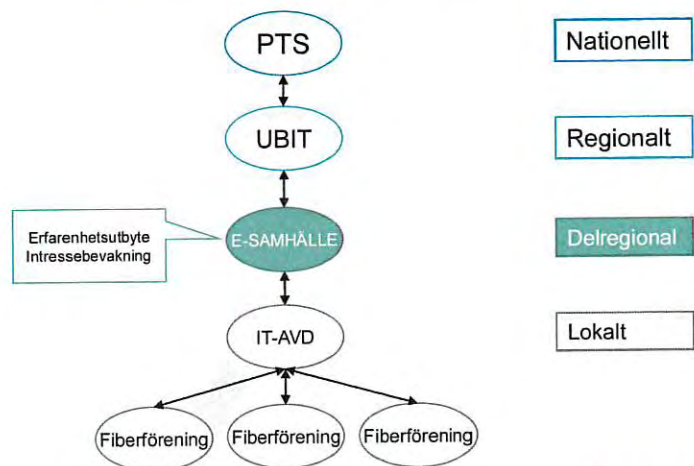 PTS
Nationellt
UBIT
Regionalt
Erfarenhetsutbyte
Intressebevakning
E-SAMHÄLLE
Delregional
IT-AVD
Lokalt
Fiberförening
Fiberförening
Fiberförening